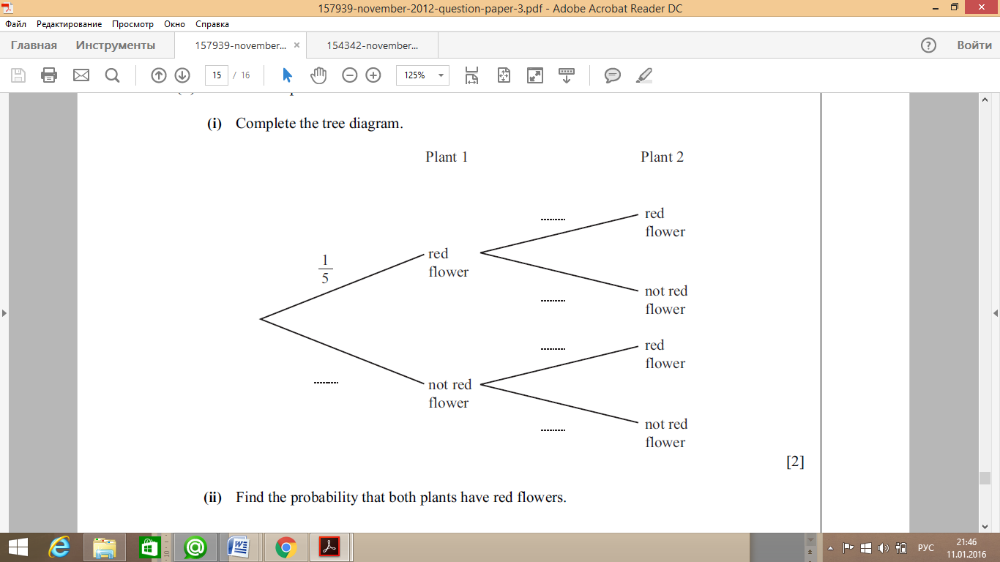 157939-november-2012-question-paper-3.pdf - Adobe Acrobat Reader DC
Файл Редактирование Просмотр Окно Справка
Главная Инструменты 157939-november... × 154342-november... Войти
15 / 16 125%
(i) Complete the tree diagram.
Plant 1 Plant 2
red
flower
1
5
red
flower
not red
flower
red
flower
not red
flower
not red
flower
[2]
(ii) Find the probability that both plants have red flowers.
РУС
21:46
11.01.2016